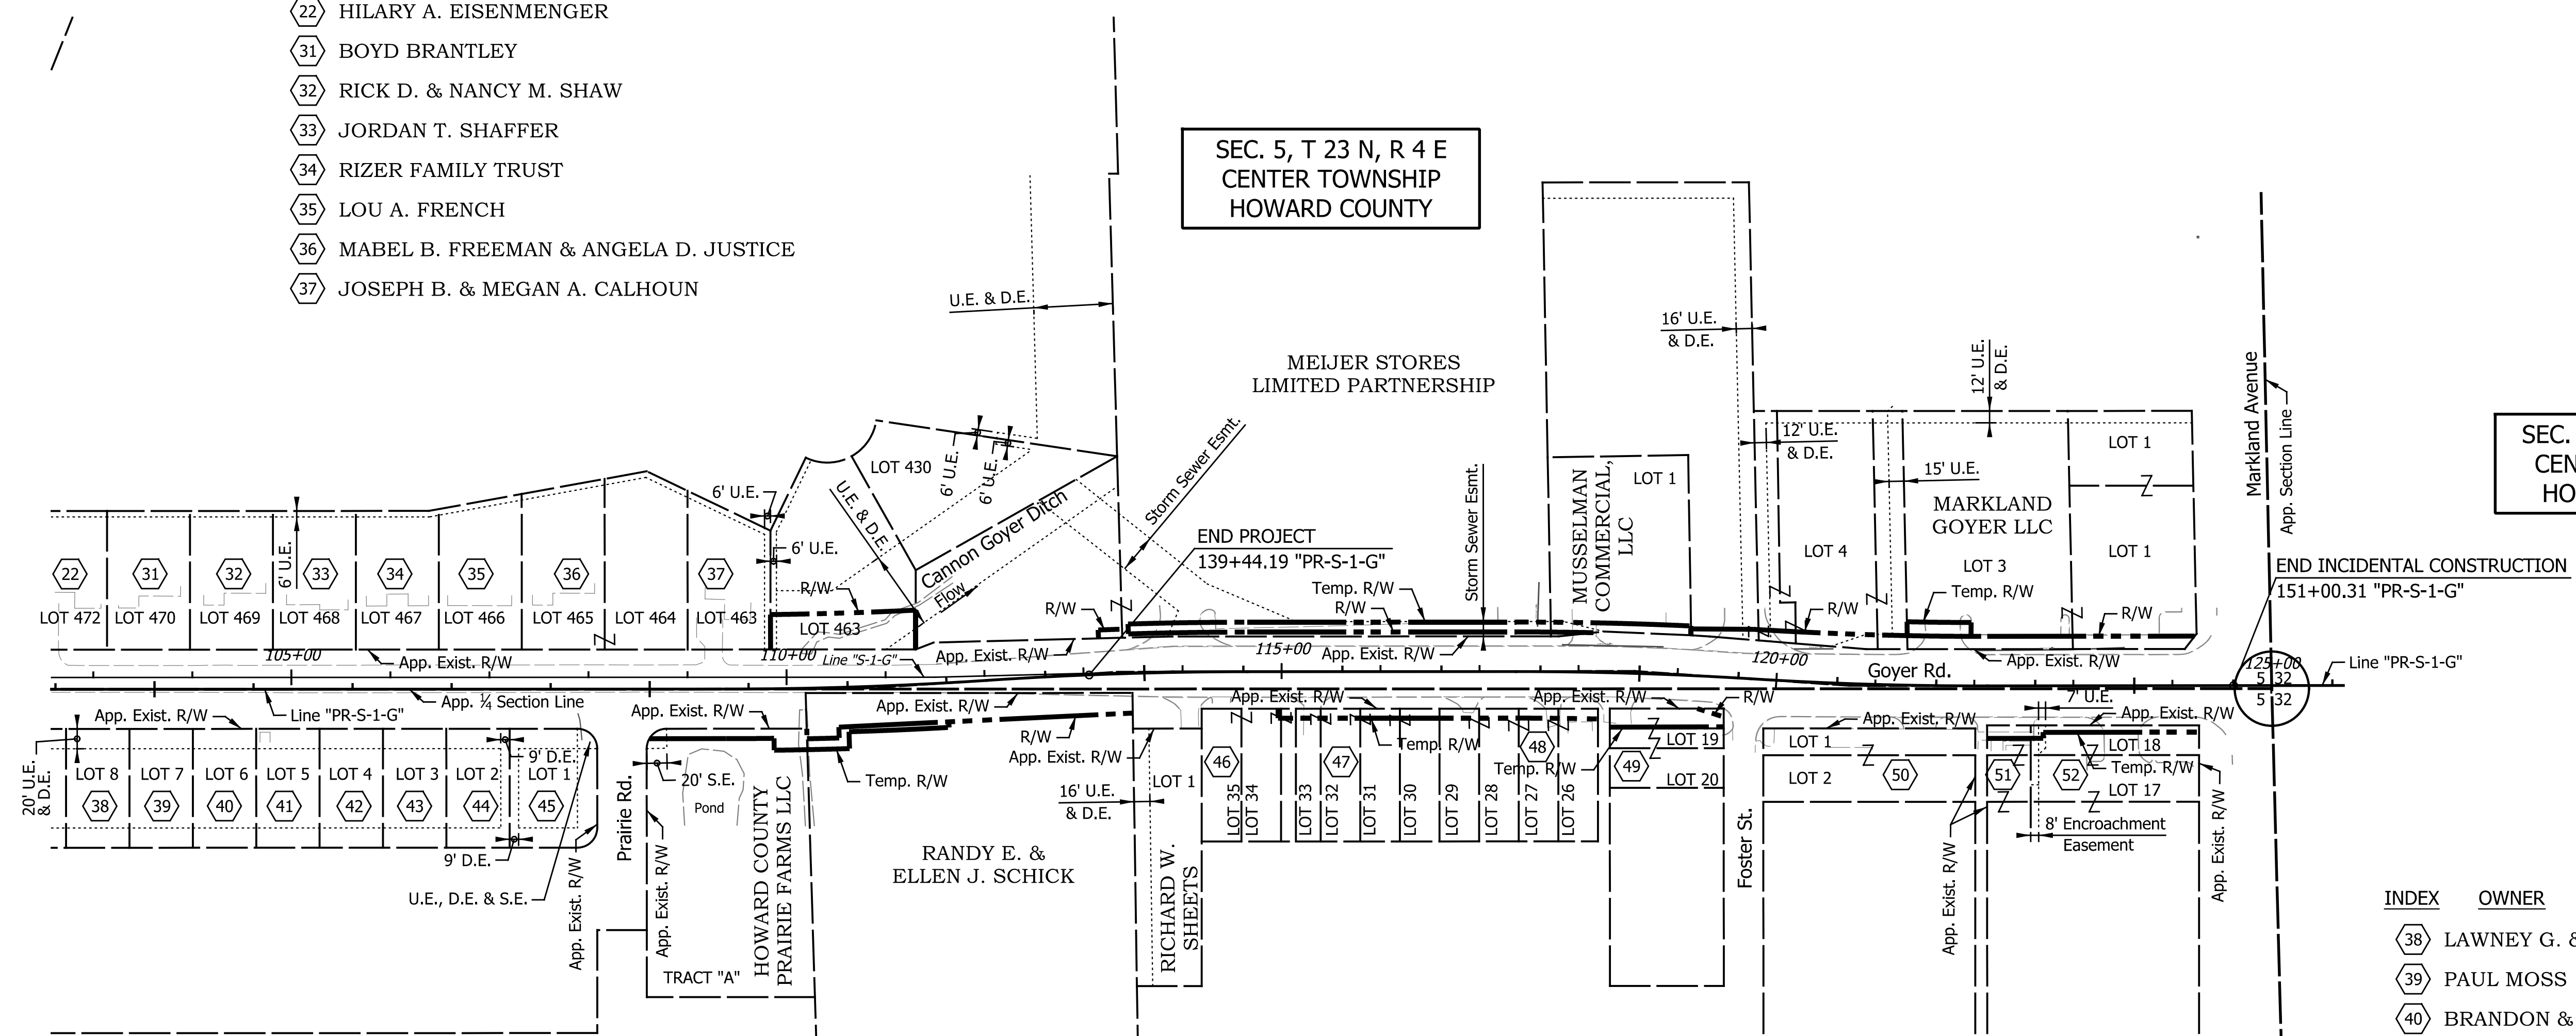 22 HILARY A. EISENMENGER
31 BOYD BRANTLEY
32 RICK D. & NANCY M. SHAW
33 JORDAN T. SHAFFER
34 RIZER FAMILY TRUST
35 LOU A. FRENCH
36 MABEL B. FREEMAN & ANGELA D. JUSTICE
37 JOSEPH B. & MEGAN A. CALHOUN
SEC. 5, T 23 N, R 4 E
CENTER TOWNSHIP
HOWARD COUNTY
U.E. & D.E.
MEIJER STORES
LIMITED PARTNERSHIP
16' U.E.
& D.E.
12' U.E.
& D.E.
Markland Avenue
App. Section Line
SEC.
CEN
HO
LOT 430
6' U.E.
6' U.E.
U.E. & D.E.
Cannon Goyer Ditch
Flow
Storm Sewer Esmt.
Storm Sewer Esmt.
MUSSELMAN
COMMERCIAL,
LLC
LOT 1
12' U.E.
& D.E.
15' U.E.
MARKLAND
GOYER LLC
LOT 4
LOT 3
LOT 1
LOT 1
6' U.E.
6' U.E.
6' U.E.
END PROJECT
139+44.19 "PR-S-1-G"
END INCIDENTAL CONSTRUCTION
151+00.31 "PR-S-1-G"
22
31
32
33
34
35
36
37
LOT 472
LOT 470
LOT 469
LOT 468
LOT 467
LOT 466
LOT 465
LOT 464
LOT 463
LOT 463
R/W
R/W
Temp. R/W
R/W
R/W
Temp. R/W
R/W
105+00
App. Exist. R/W
110+00
Line "S-1-G"
App. Exist. R/W
115+00
App. Exist. R/W
120+00
Goyer Rd.
App. Exist. R/W
125+00
5 32
5 32
Line "PR-S-1-G"
App. Exist. R/W
Line "PR-S-1-G"
App. ¼ Section Line
App. Exist. R/W
App. Exist. R/W
App. Exist. R/W
App. Exist. R/W
R/W
App. Exist. R/W
7' U.E.
App. Exist. R/W
20' U.E.
& D.E.
LOT 8
LOT 7
LOT 6
LOT 5
LOT 4
LOT 3
LOT 2
LOT 1
38
39
40
41
42
43
44
45
9' D.E.
9' D.E.
U.E., D.E. & S.E.
App. Exist. R/W
Prairie Rd.
App. Exist. R/W
20' S.E.
Pond
TRACT "A"
HOWARD COUNTY
PRAIRIE FARMS LLC
Temp. R/W
R/W
App. Exist. R/W
RANDY E. &
ELLEN J. SCHICK
16' U.E.
& D.E.
LOT 1
RICHARD W.
SHEETS
46
47
48
Temp. R/W
Temp. R/W
LOT 35
LOT 34
LOT 33
LOT 32
LOT 31
LOT 30
LOT 29
LOT 28
LOT 27
LOT 26
49
LOT 19
LOT 20
Foster St.
LOT 1
LOT 2
50
App. Exist. R/W
51
52
LOT 18
Temp. R/W
LOT 17
8' Encroachment
Easement
App. Exist. R/W
INDEX OWNER
38 LAWNEY G. &
39 PAUL MOSS
40 BRANDON &